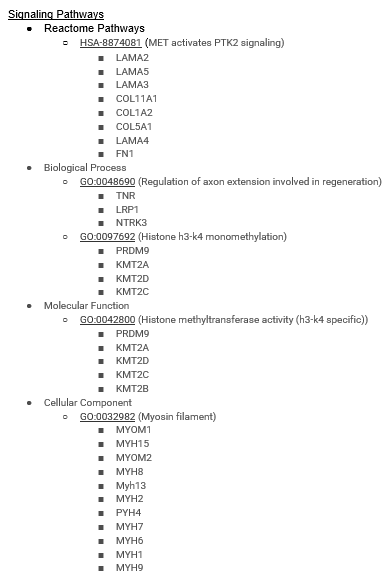 Signaling Pathways
Reactome Pathways
HSA-8874081 (MET activates PTK2 signaling)
LAMA2
LAMA5
LAMA3
COL11A1
COL1A2
COL5A1
LAMA4
FN1
Biological Process
GO:0048690 (Regulation of axon extension involved in regeneration)
TNR
LRP1
NTRK3
GO:0097692 (Histone h3-k4 monomethylation)
PRDM9
KMT2A
KMT2D
KMT2C
Molecular Function
GO:0042800 (Histone methyltransferase activity (h3-k4 specific))
PRDM9
KMT2A
KMT2D
KMT2C
KMT2B
Cellular Component
GO:0032982 (Myosin filament)
MYOM1
MYH15
MYOM2
MYH8
Myh13
MYH2
PYH4
MYH7
MYH6
MYH1
MYH9